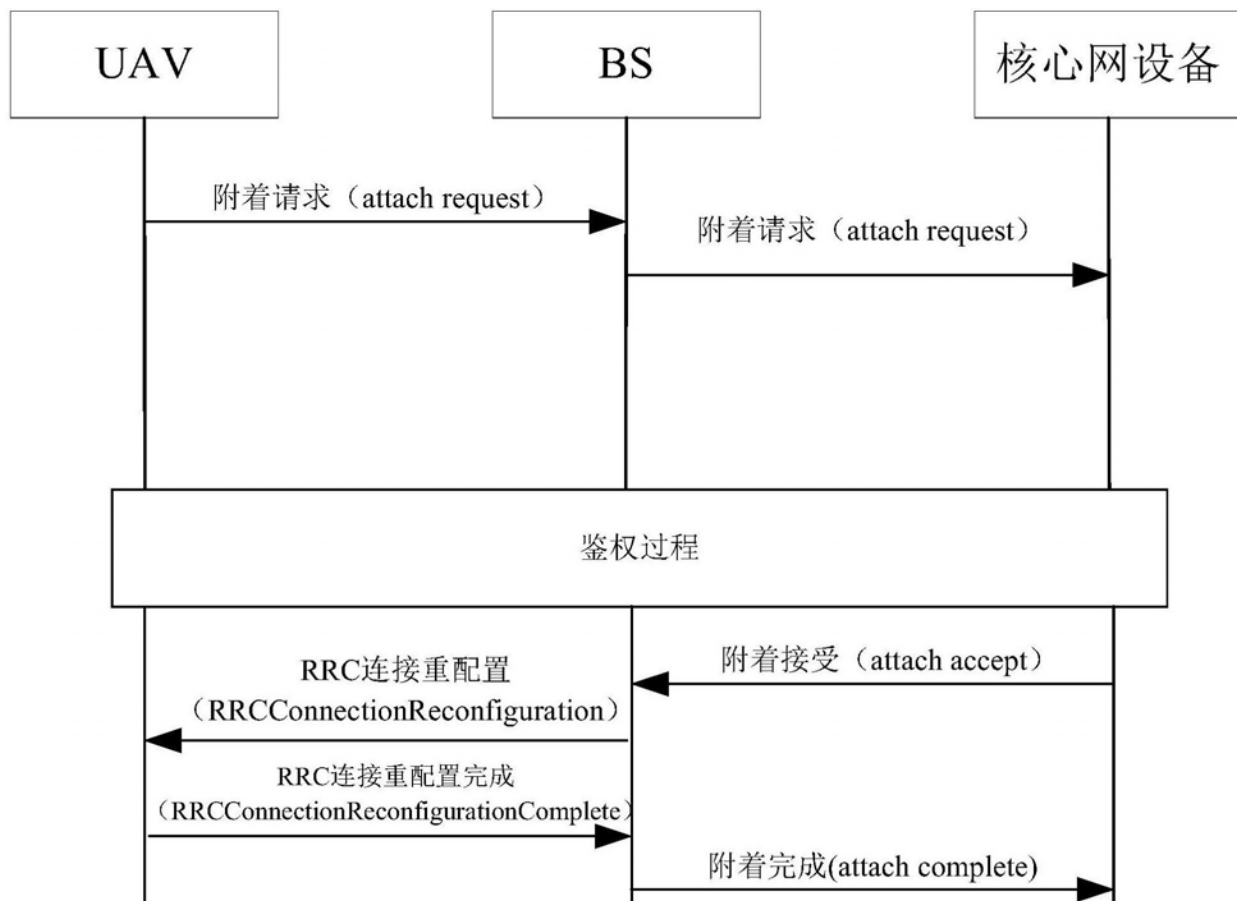 UAV
BS
核心网设备
附着请求（attach request）
附着请求（attach request）
鉴权过程
附着接受（attach accept）
RRC连接重配置
（RRCConnectionReconfiguration）
RRC连接重配置完成
（RRCConnectionReconfigurationComplete）
附着完成(attach complete)